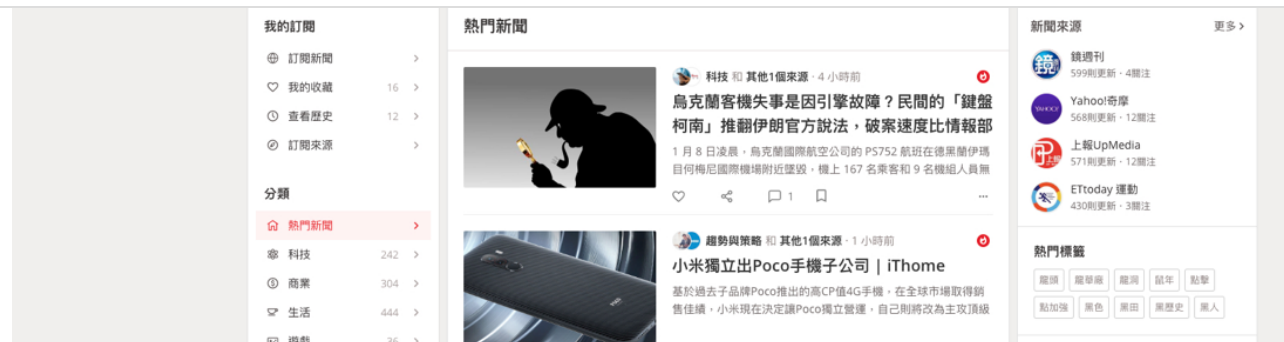 我的訂閱
訂閱新聞
我的收藏 16
查看歷史 12
訂閱來源
分類
熱門新聞
科技 242
商業 304
生活 444
遊戲 36
熱門新聞
科技 和 其他1個來源 · 4 小時前
烏克蘭客機失事是因引擎故障？民間的「鍵盤
柯南」推翻伊朗官方說法，破案速度比情報部
1 月 8 日凌晨，烏克蘭國際航空公司的 PS752 航班在德黑蘭伊瑪
目何梅尼國際機場附近墜毀，機上 167 名乘客和 9 名機組人員無
1
趨勢與策略 和 其他1個來源 · 1 小時前
小米獨立出Poco手機子公司 | iThome
基於過去子品牌Poco推出的高CP值4G手機，在全球市場取得銷
售佳績，小米現在決定讓Poco獨立營運，自己則將改為主攻頂級
新聞來源 更多
鏡週刊
599則更新 · 4關注
Yahoo!奇摩
568則更新 · 12關注
上報UpMedia
571則更新 · 12關注
ETtoday 運動
430則更新 · 3關注
熱門標籤
龍頭 龍華廠 龍洞 鼠年 點擊
點加強 黑色 黑田 黑歷史 黑人